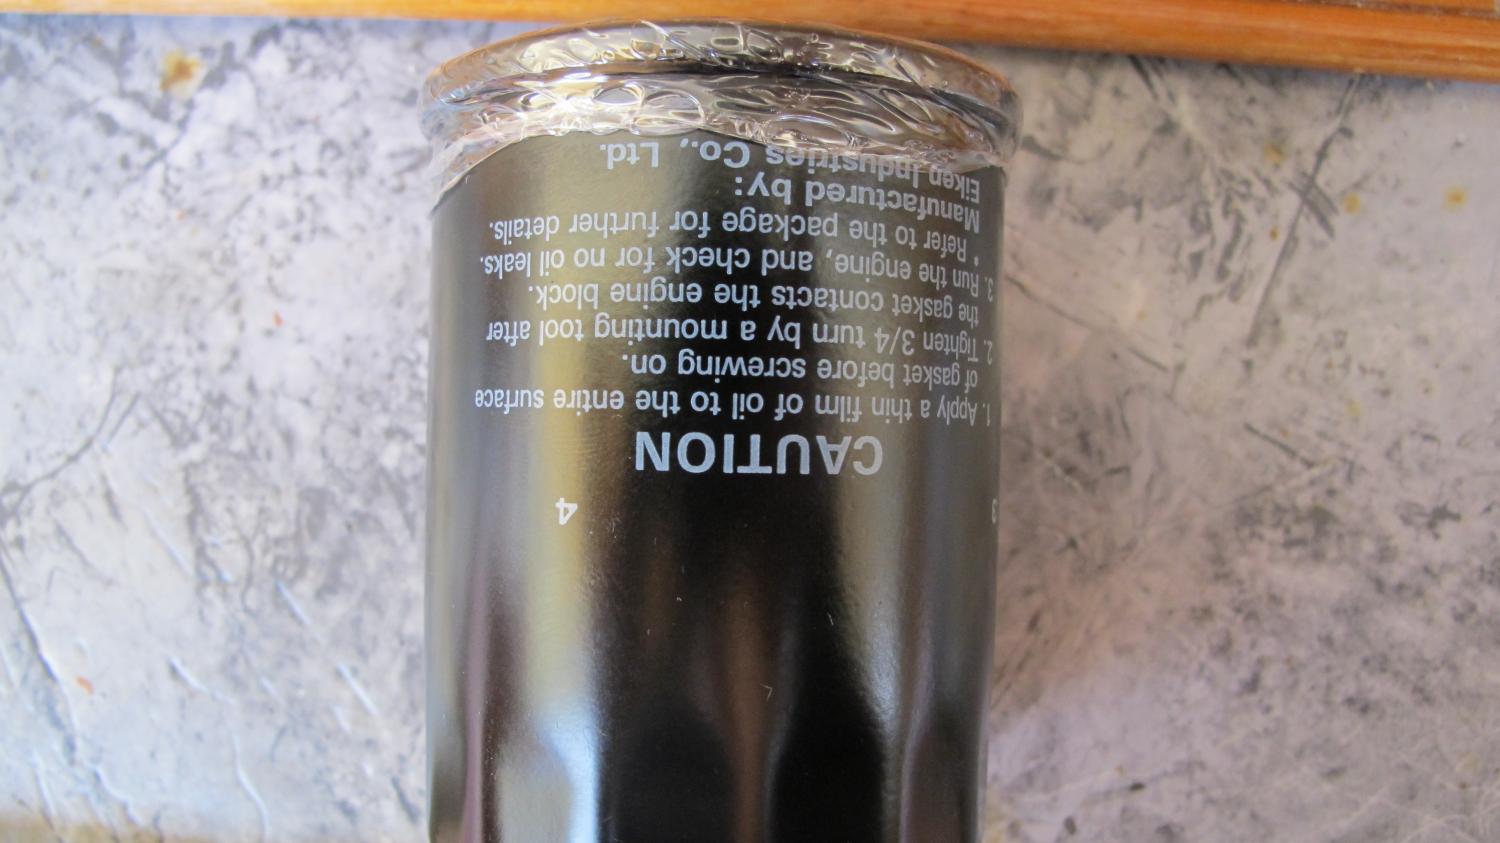 4
3
CAUTION
1. Apply a thin film of oil to the entire surface
of gasket before screwing on.
2. Tighten 3/4 turn by a mounting tool after
the gasket contacts the engine block.
3. Run the engine, and check for no oil leaks.
* Refer to the package for further details.
Manufactured by:
Eiken Industries Co., Ltd.